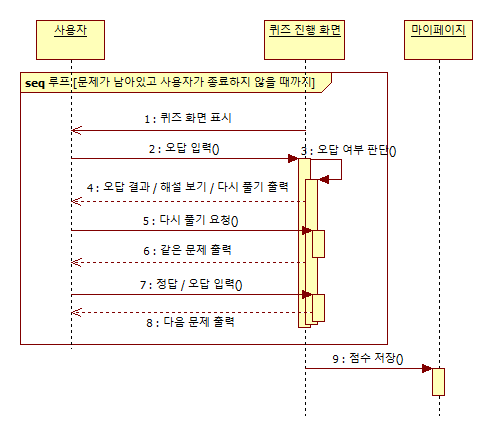 사용자
퀴즈 진행 화면
마이페이지
seq 루프 [문제가 남아있고 사용자가 종료하지 않을 때까지]
1 : 퀴즈 화면 표시
2 : 오답 입력()
3 : 오답 여부 판단()
4 : 오답 결과 / 해설 보기 / 다시 풀기 출력
5 : 다시 풀기 요청()
6 : 같은 문제 출력
7 : 정답 / 오답 입력()
8 : 다음 문제 출력
9 : 점수 저장()